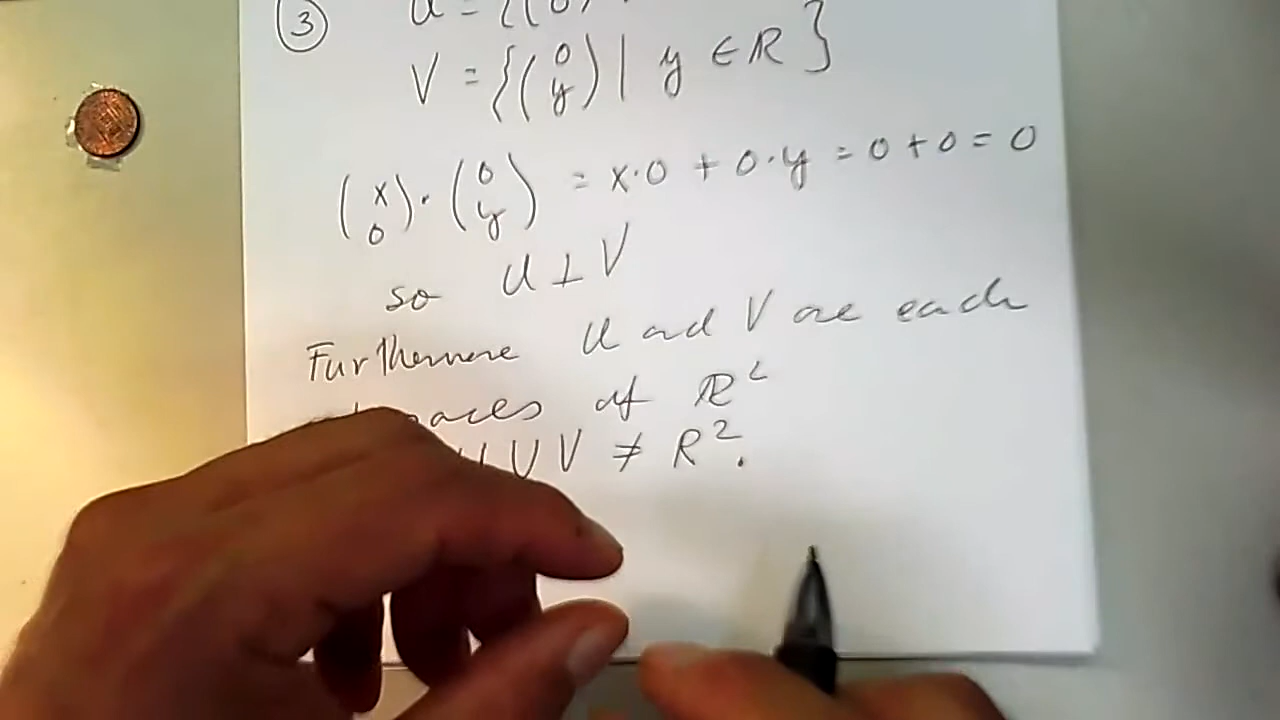 ③ U = {(
V = {(0 y) | y ∈ ℝ}
(x 0) · (0 y) = x·0 + 0·y = 0+0 = 0
so U ⊥ V
Furthermore U and V are each
of ℝ²
U ∪ V ≠ ℝ².